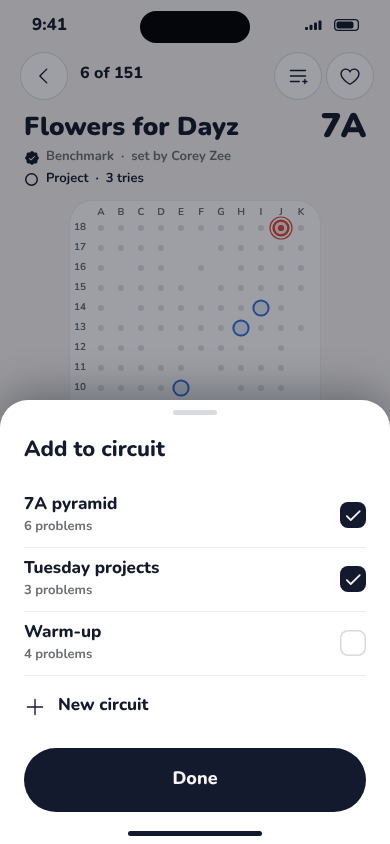 9:41
6 of 151
Flowers for Dayz
7A
Benchmark · set by Corey Zee
Project · 3 tries
A B C D E F G H I J K
18
17
16
15
14
13
12
11
10
Add to circuit
7A pyramid
6 problems
Tuesday projects
3 problems
Warm-up
4 problems
New circuit
Done